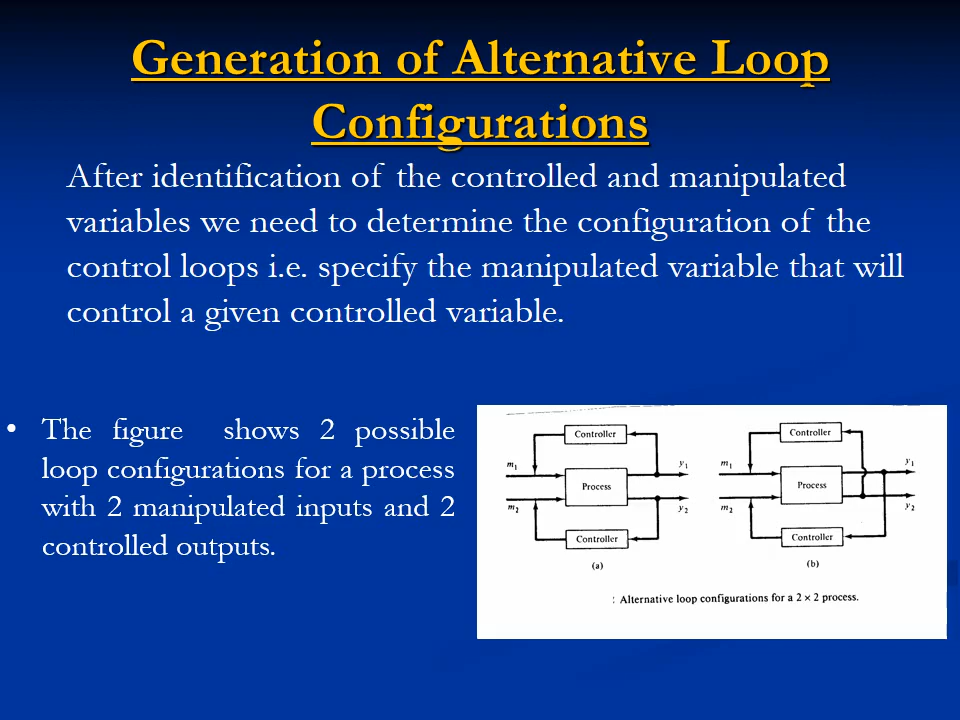 Generation of Alternative Loop
Configurations
After identification of the controlled and manipulated
variables we need to determine the configuration of the
control loops i.e. specify the manipulated variable that will
control a given controlled variable.
• The figure shows 2 possible
loop configurations for a process
with 2 manipulated inputs and 2
controlled outputs.
Controller
m₁
y₁
Process
m₂
y₂
Controller
(a)
Controller
m₁
y₁
Process
m₂
y₂
Controller
(b)
: Alternative loop configurations for a 2 × 2 process.